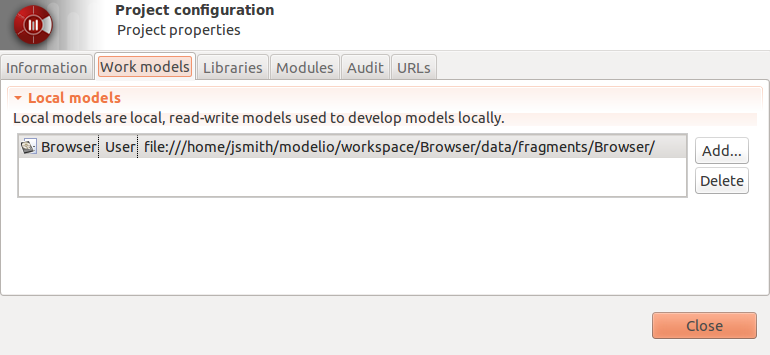 Project configuration
Project properties
Information Work models Libraries Modules Audit URLs
Local models
Local models are local, read-write models used to develop models locally.
Browser User file:///home/jsmith/modelio/workspace/Browser/data/fragments/Browser/
Add...
Delete
Close